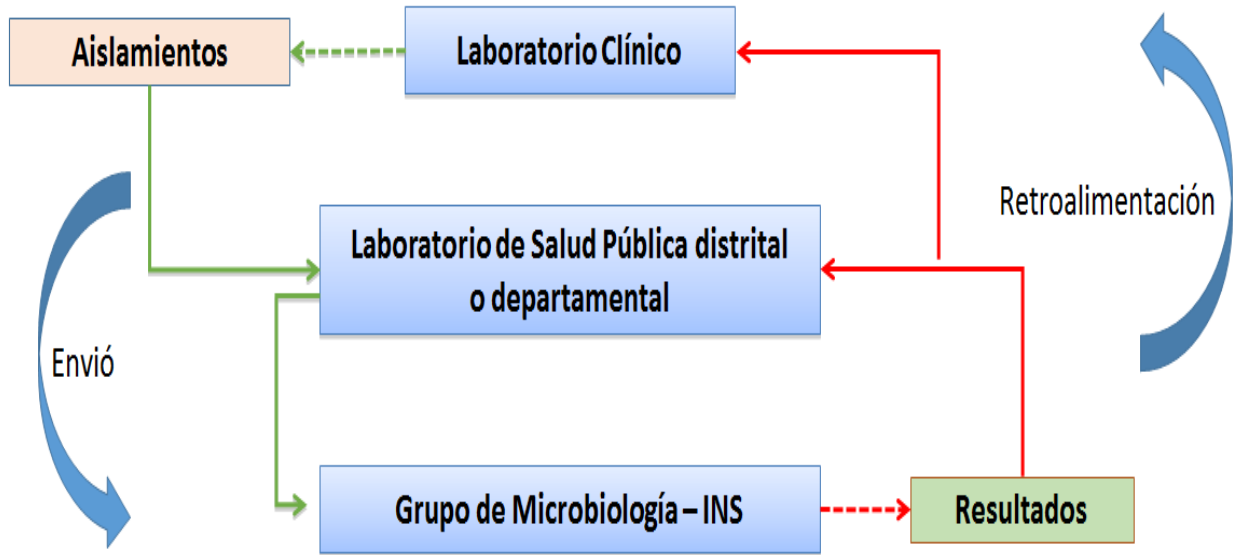 Aislamientos
Laboratorio Clínico
Retroalimentación
Laboratorio de Salud Pública distrital
o departamental
Envió
Grupo de Microbiología – INS
Resultados